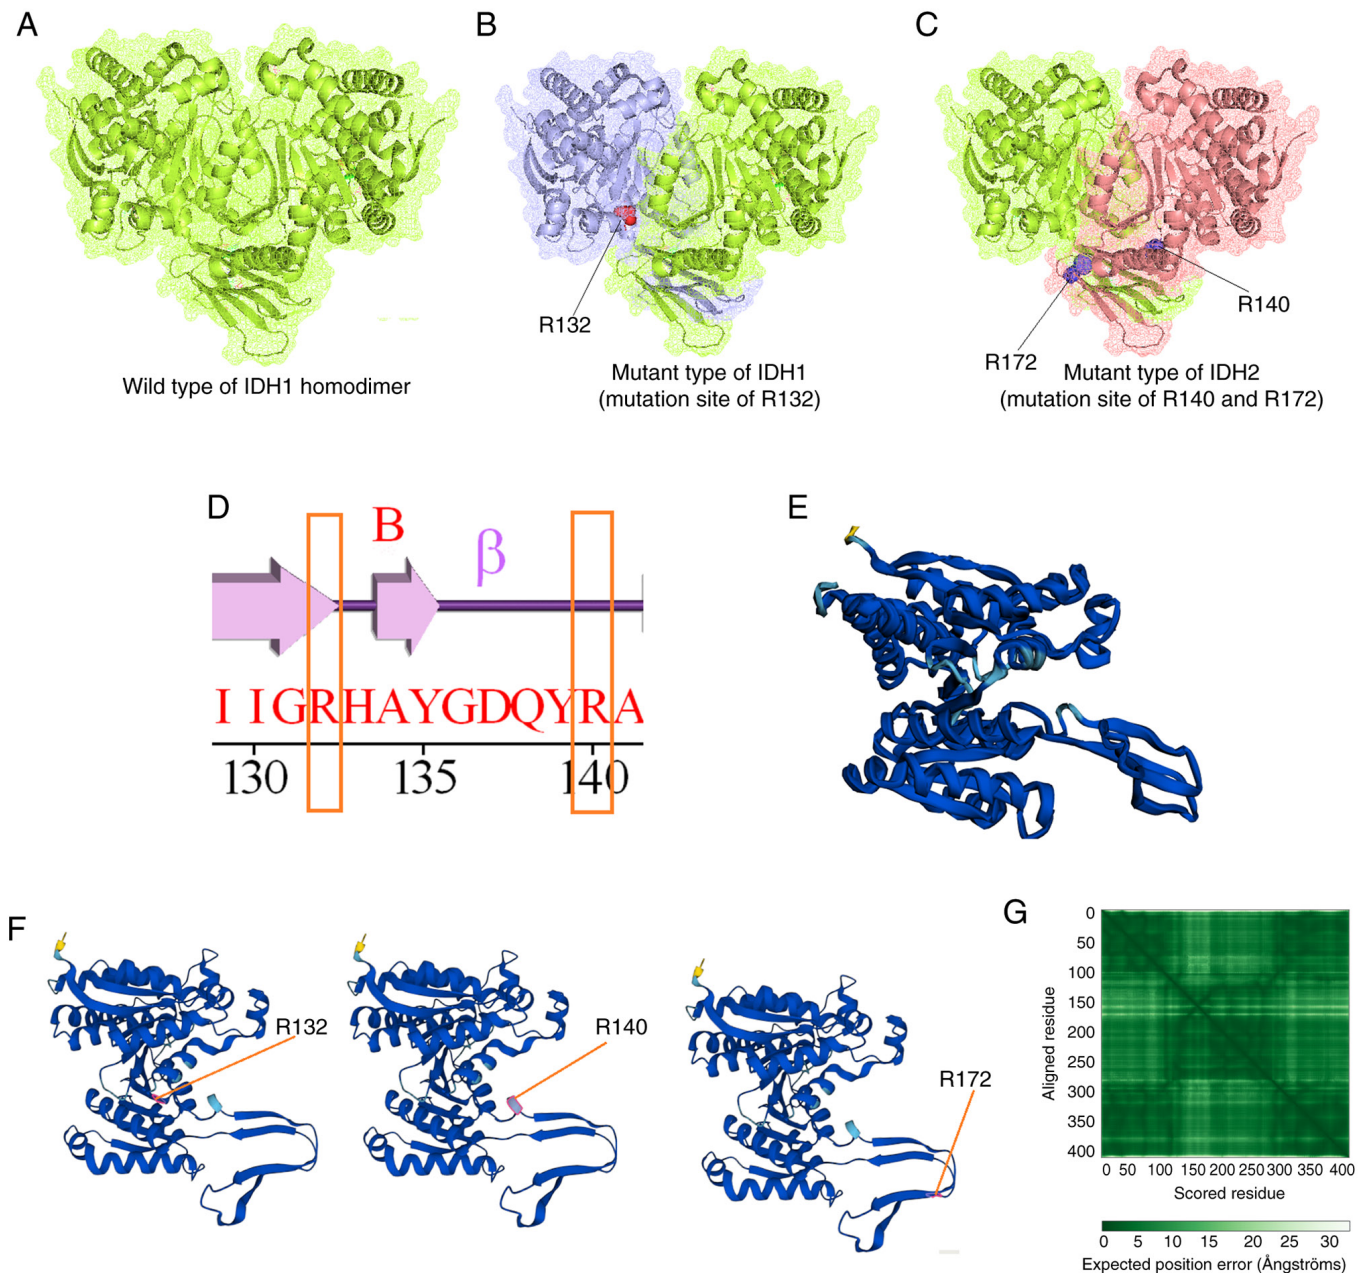 A
B
C
R132
R140
R172
Wild type of IDH1 homodimer
Mutant type of IDH1
(mutation site of R132)
Mutant type of IDH2
(mutation site of R140 and R172)
D
B
β
IIGRHAYGDQYRA
130 135 140
E
F
R132
R140
R172
G
Aligned residue
0
50
100
150
200
250
300
350
400
0 50 100 150 200 250 300 350 400
Scored residue
0 5 10 15 20 25 30
Expected position error (Ångströms)